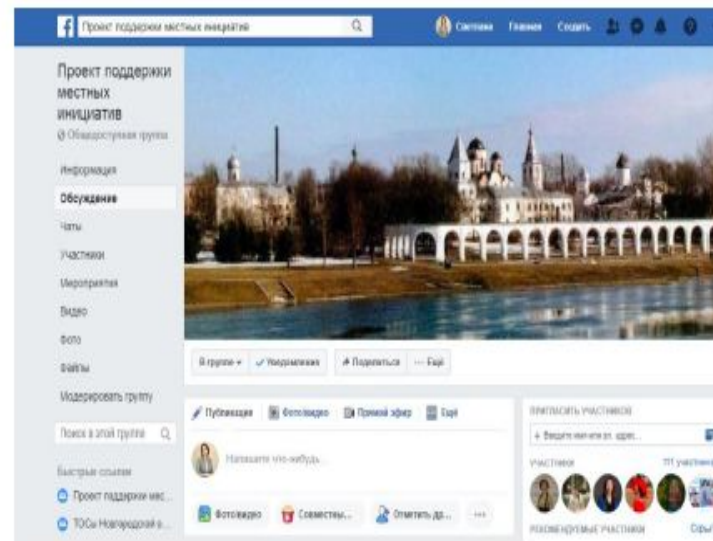 Проект поддержки местных инициатив
Светлана Главная Создать
Проект поддержки
местных
инициатив
Общедоступная группа
Информация
Обсуждение
Чаты
Участники
Мероприятия
Видео
Фото
Файлы
Модерировать группу
Поиск в этой группе
Быстрые ссылки
Проект поддержки мес...
ТОСы Новгородской о...
В группе Уведомления Поделиться ... Ещё
Публикация Фото/видео Прямой эфир Ещё
Напишите что-нибудь...
Фото/видео Совместны... Отметить др...
ПРИГЛАСИТЬ УЧАСТНИКОВ
+ Введите имя или эл. адрес...
УЧАСТНИКИ 111 участников
РЕКОМЕНДУЕМЫЕ УЧАСТНИКИ